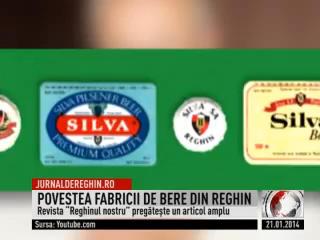 SILVA PILSENER BEER
SILVA
PREMIUM QUALITY
SILVA SA
REGHIN
Silva
JURNALDEREGHIN.RO
POVESTEA FABRICII DE BERE DIN REGHIN
Revista "Reghinul nostru" pregăteşte un articol amplu
Sursa: Youtube.com
21.01.2014